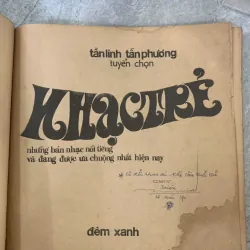 tấn linh tấn phương
tuyển chọn
NHẠC TRẺ
những bản nhạc nổi tiếng
và đang được ưa chuộng nhất hiện nay
đêm xanh